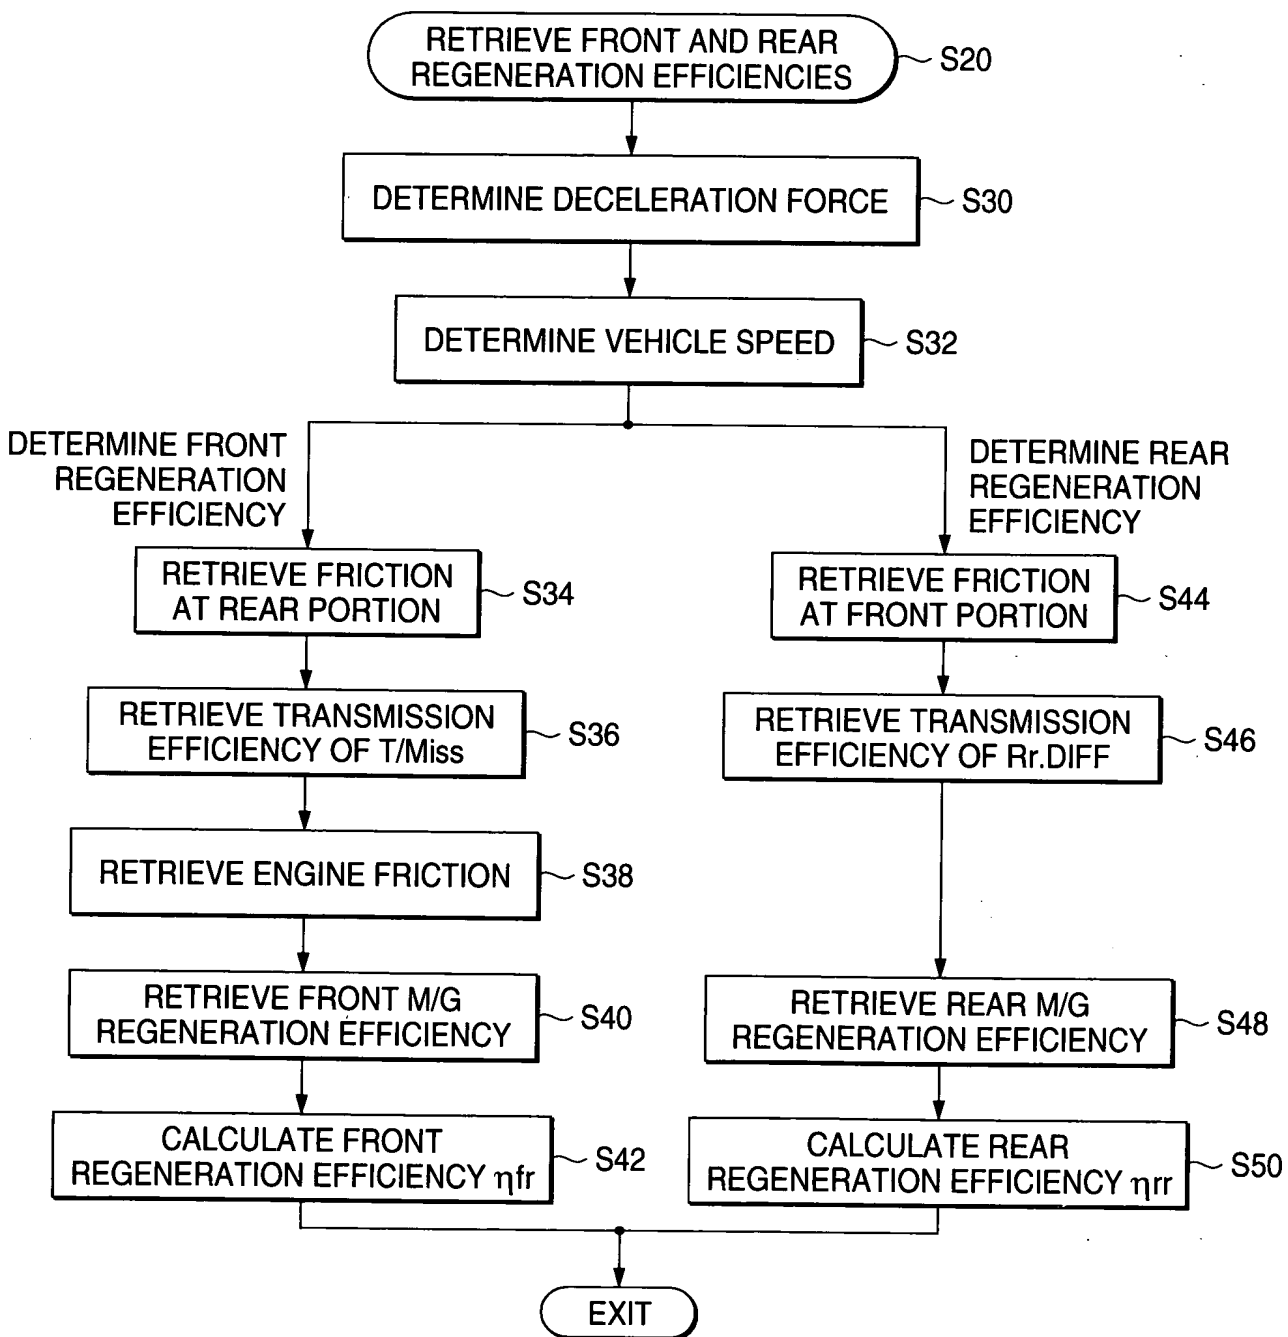 RETRIEVE FRONT AND REAR
REGENERATION EFFICIENCIES
S20
DETERMINE DECELERATION FORCE
S30
DETERMINE VEHICLE SPEED
S32
DETERMINE FRONT
REGENERATION
EFFICIENCY
DETERMINE REAR
REGENERATION
EFFICIENCY
RETRIEVE FRICTION
AT REAR PORTION
S34
RETRIEVE TRANSMISSION
EFFICIENCY OF T/Miss
S36
RETRIEVE ENGINE FRICTION
S38
RETRIEVE FRONT M/G
REGENERATION EFFICIENCY
S40
CALCULATE FRONT
REGENERATION EFFICIENCY ηfr
S42
RETRIEVE FRICTION
AT FRONT PORTION
S44
RETRIEVE TRANSMISSION
EFFICIENCY OF Rr.DIFF
S46
RETRIEVE REAR M/G
REGENERATION EFFICIENCY
S48
CALCULATE REAR
REGENERATION EFFICIENCY ηrr
S50
EXIT